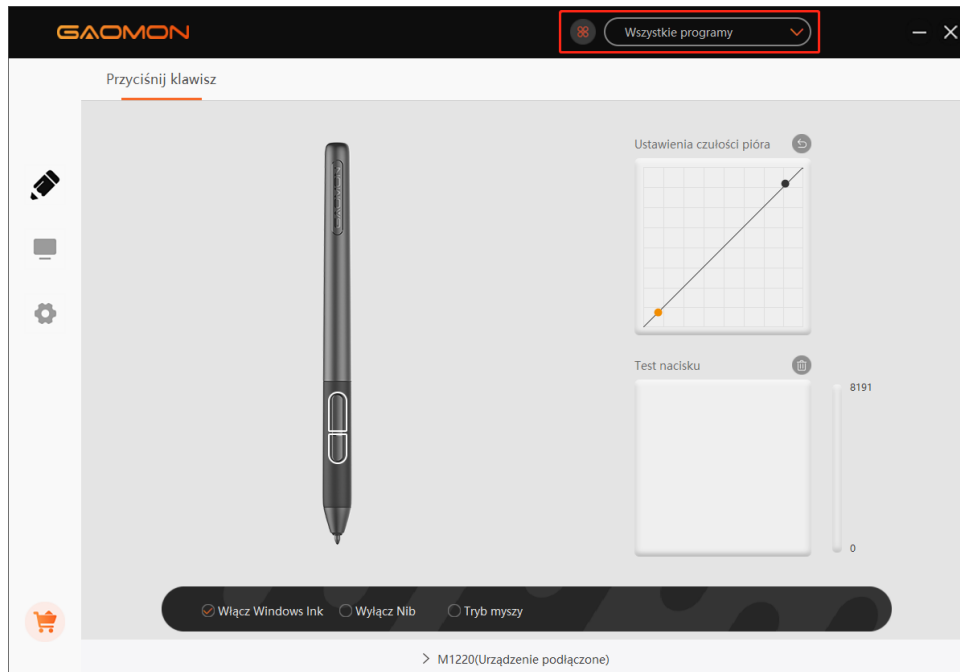 GAOMON
Wszystkie programy
Przyciśnij klawisz
Ustawienia czułości pióra
GAOMON
Test nacisku
8191
0
Włącz Windows Ink
Wyłącz Nib
Tryb myszy
M1220(Urządzenie podłączone)